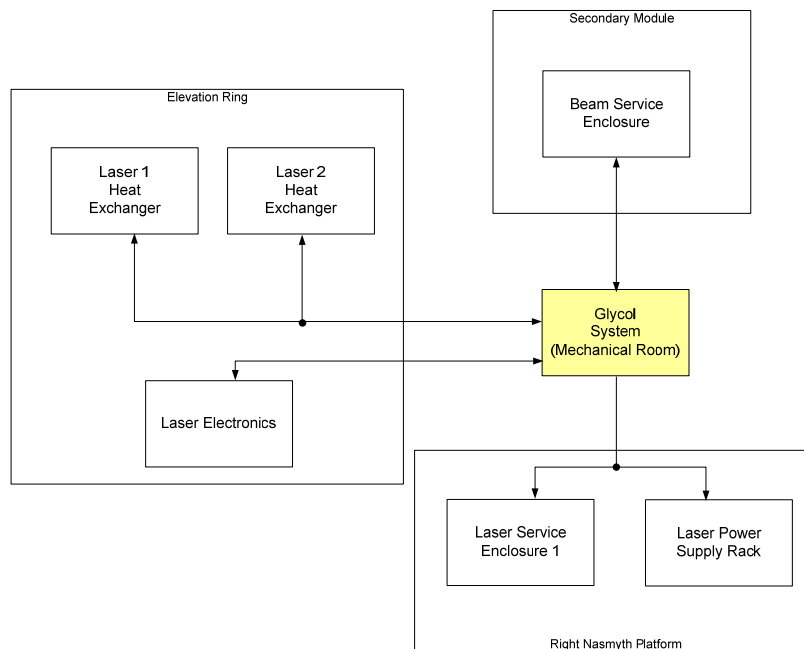 Secondary Module
Beam Service
Enclosure
Elevation Ring
Laser 1
Heat
Exchanger
Laser 2
Heat
Exchanger
Glycol
System
(Mechanical Room)
Laser Electronics
Laser Service
Enclosure 1
Laser Power
Supply Rack
Right Nasmyth Platform